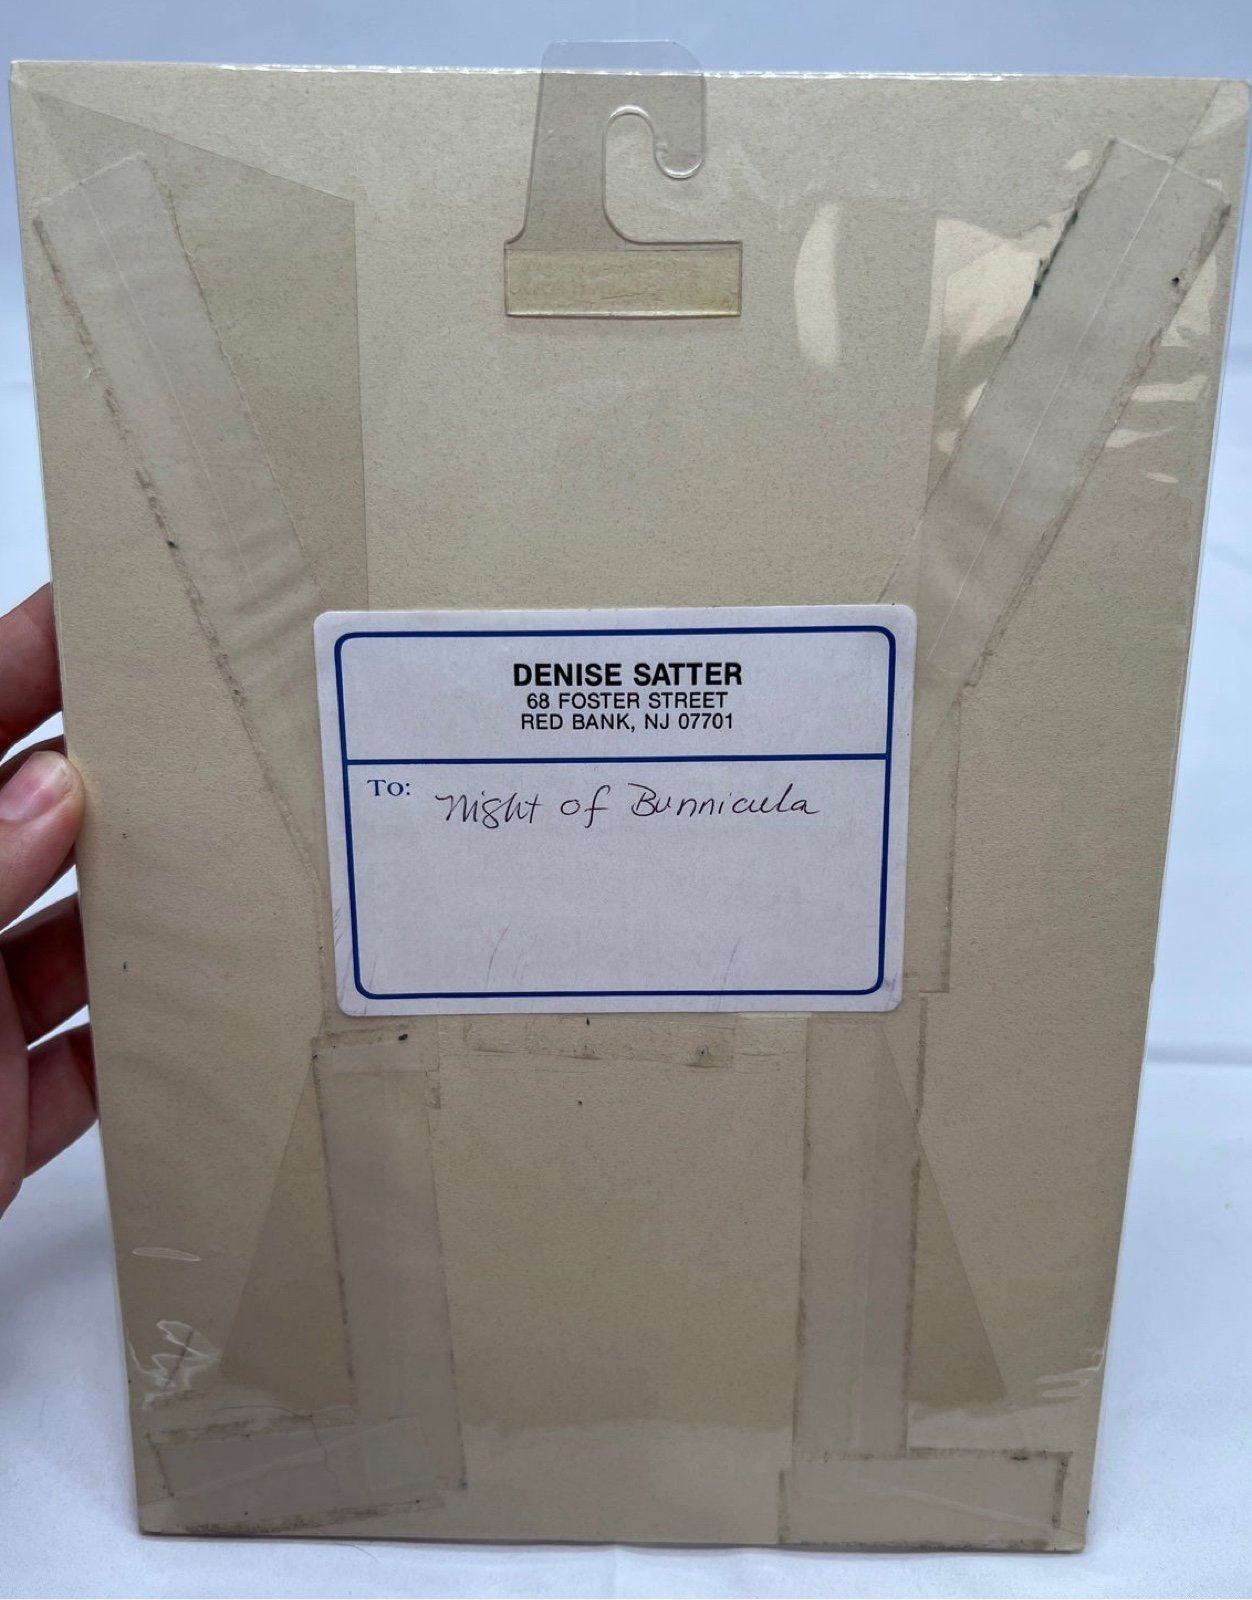 DENISE SATTER
68 FOSTER STREET
RED BANK, NJ 07701
To: Night of Bunnicula